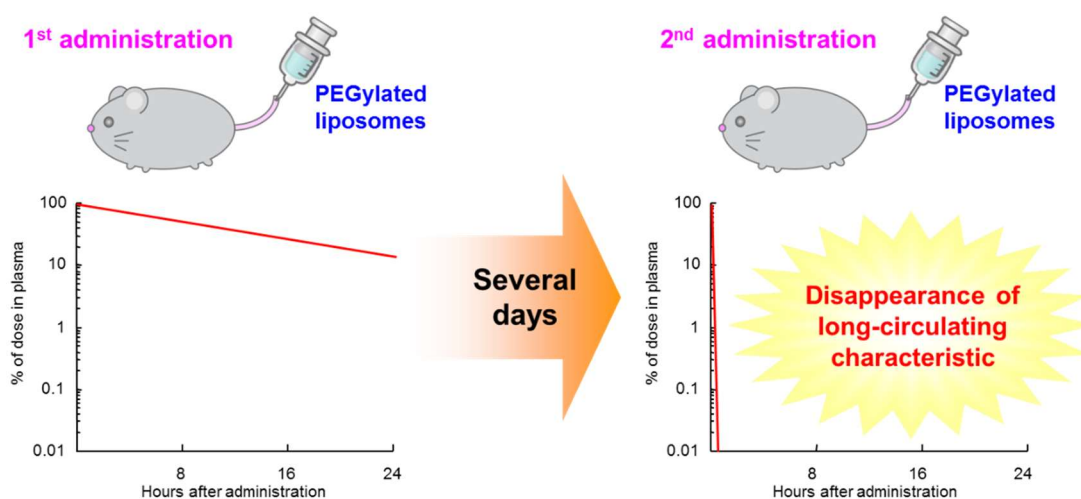 1st administration
PEGylated
liposomes
100
10
1
0.1
0.01
% of dose in plasma
8
16
24
Hours after administration
Several
days
2nd administration
PEGylated
liposomes
100
10
1
0.1
0.01
% of dose in plasma
8
16
24
Hours after administration
Disappearance of
long-circulating
characteristic